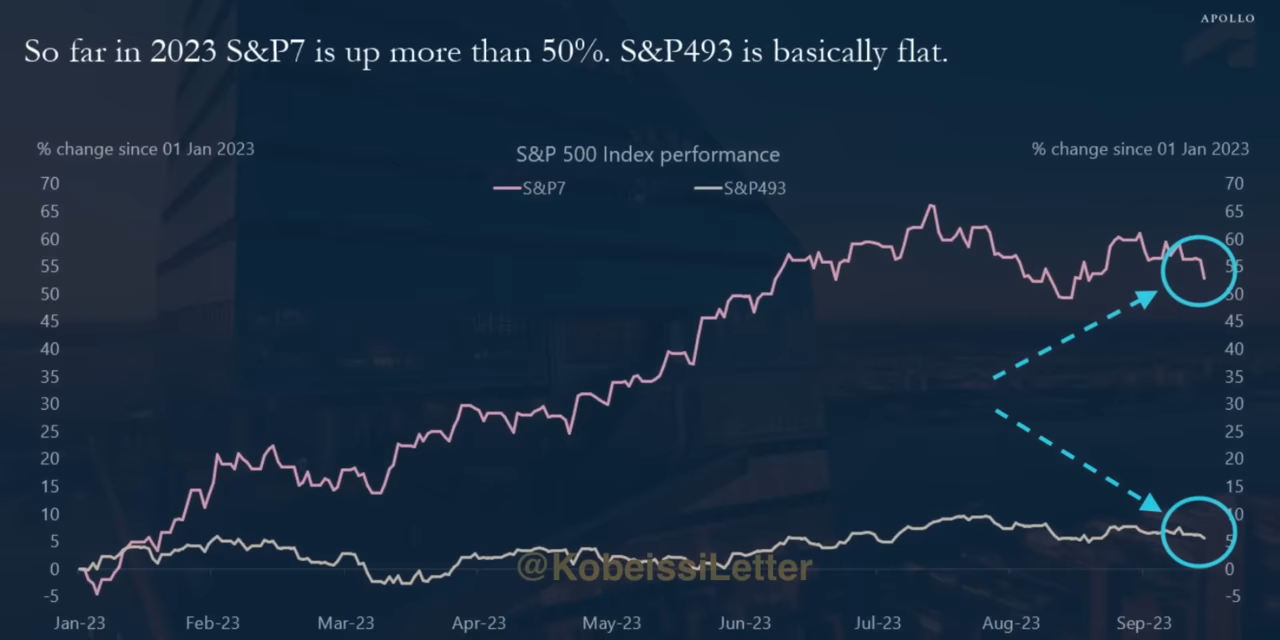 APOLLO
So far in 2023 S&P7 is up more than 50%. S&P493 is basically flat.
% change since 01 Jan 2023
S&P 500 Index performance
% change since 01 Jan 2023
S&P7 S&P493
70 70
65 65
60 60
55 55
50 50
45 45
40 40
35 35
30 30
25 25
20 20
15 15
10 10
5 5
0 0
-5 -5
@KobeissiLetter
Jan-23 Feb-23 Mar-23 Apr-23 May-23 Jun-23 Jul-23 Aug-23 Sep-23